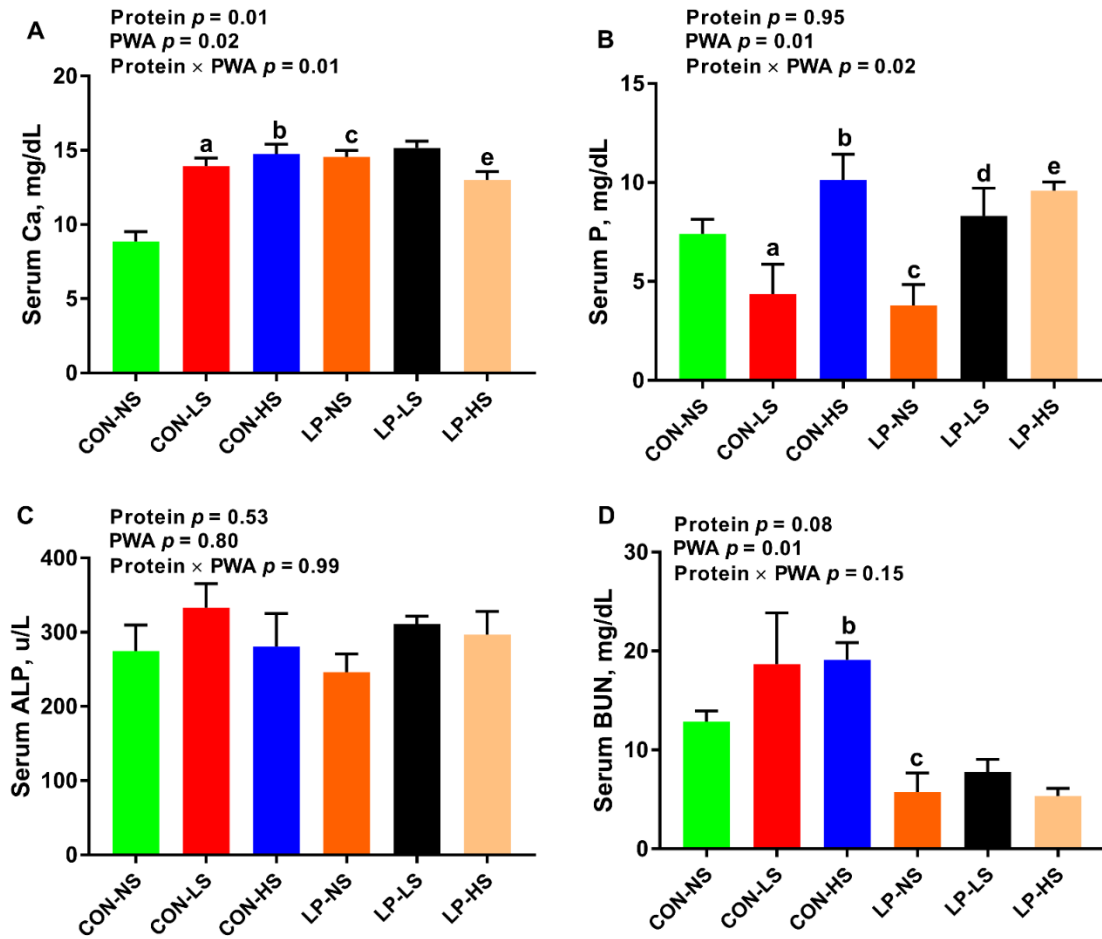 A
Protein p = 0.01
PWA p = 0.02
Protein × PWA p = 0.01
Serum Ca, mg/dL
20
15
10
5
0
a
b
c
e
CON-NS
CON-LS
CON-HS
LP-NS
LP-LS
LP-HS
B
Protein p = 0.95
PWA p = 0.01
Protein × PWA p = 0.02
Serum P, mg/dL
15
10
5
0
a
b
c
d
e
CON-NS
CON-LS
CON-HS
LP-NS
LP-LS
LP-HS
C
Protein p = 0.53
PWA p = 0.80
Protein × PWA p = 0.99
Serum ALP, u/L
400
300
200
100
0
CON-NS
CON-LS
CON-HS
LP-NS
LP-LS
LP-HS
D
Protein p = 0.08
PWA p = 0.01
Protein × PWA p = 0.15
Serum BUN, mg/dL
30
20
10
0
b
c
CON-NS
CON-LS
CON-HS
LP-NS
LP-LS
LP-HS